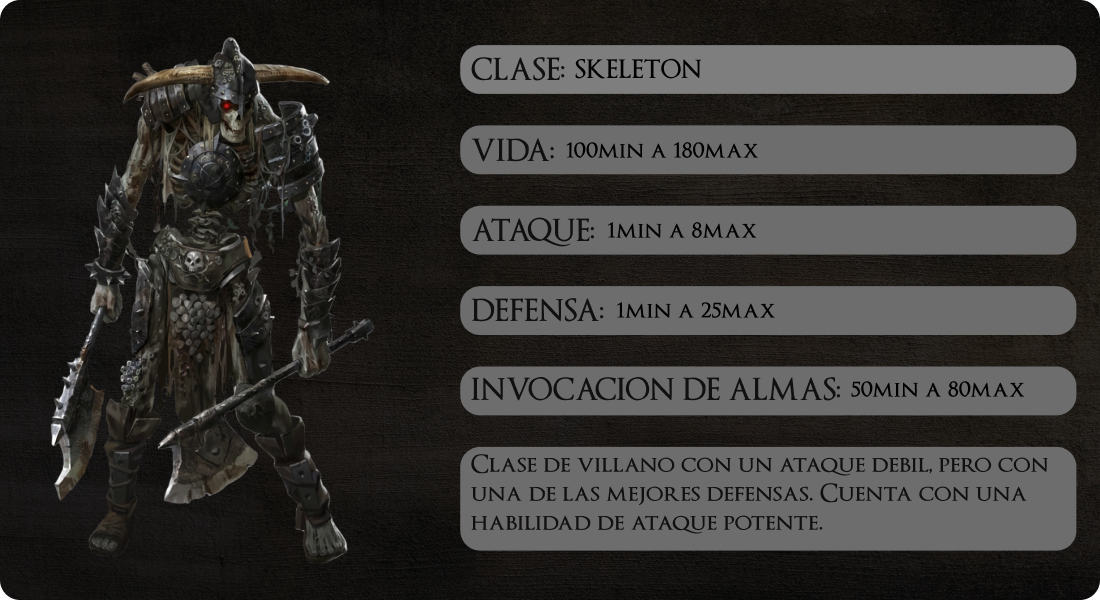 CLASE: SKELETON
VIDA: 100MIN A 180MAX
ATAQUE: 1MIN A 8MAX
DEFENSA: 1MIN A 25MAX
INVOCACION DE ALMAS: 50MIN A 80MAX
CLASE DE VILLANO CON UN ATAQUE DEBIL, PERO CON
UNA DE LAS MEJORES DEFENSAS. CUENTA CON UNA
HABILIDAD DE ATAQUE POTENTE.